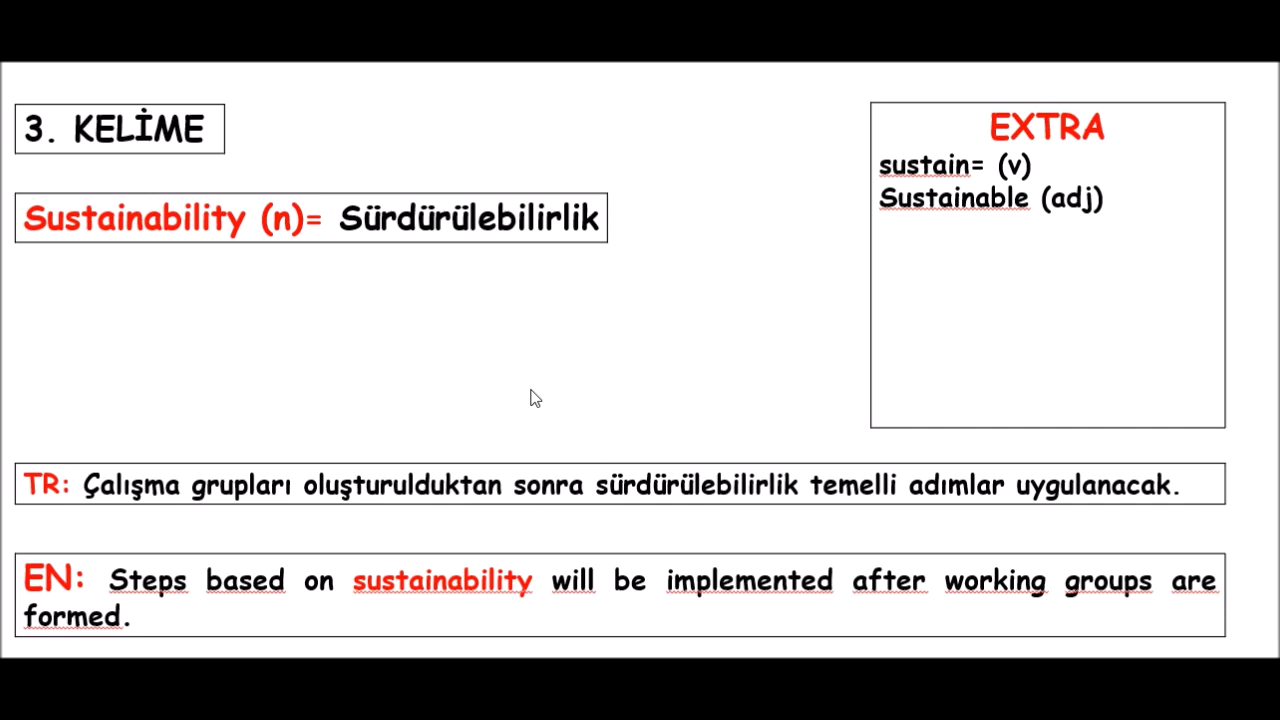 3. KELİME
Sustainability (n)= Sürdürülebilirlik
EXTRA
sustain= (v)
Sustainable (adj)
TR: Çalışma grupları oluşturulduktan sonra sürdürülebilirlik temelli adımlar uygulanacak.
EN: Steps based on sustainability will be implemented after working groups are
formed.